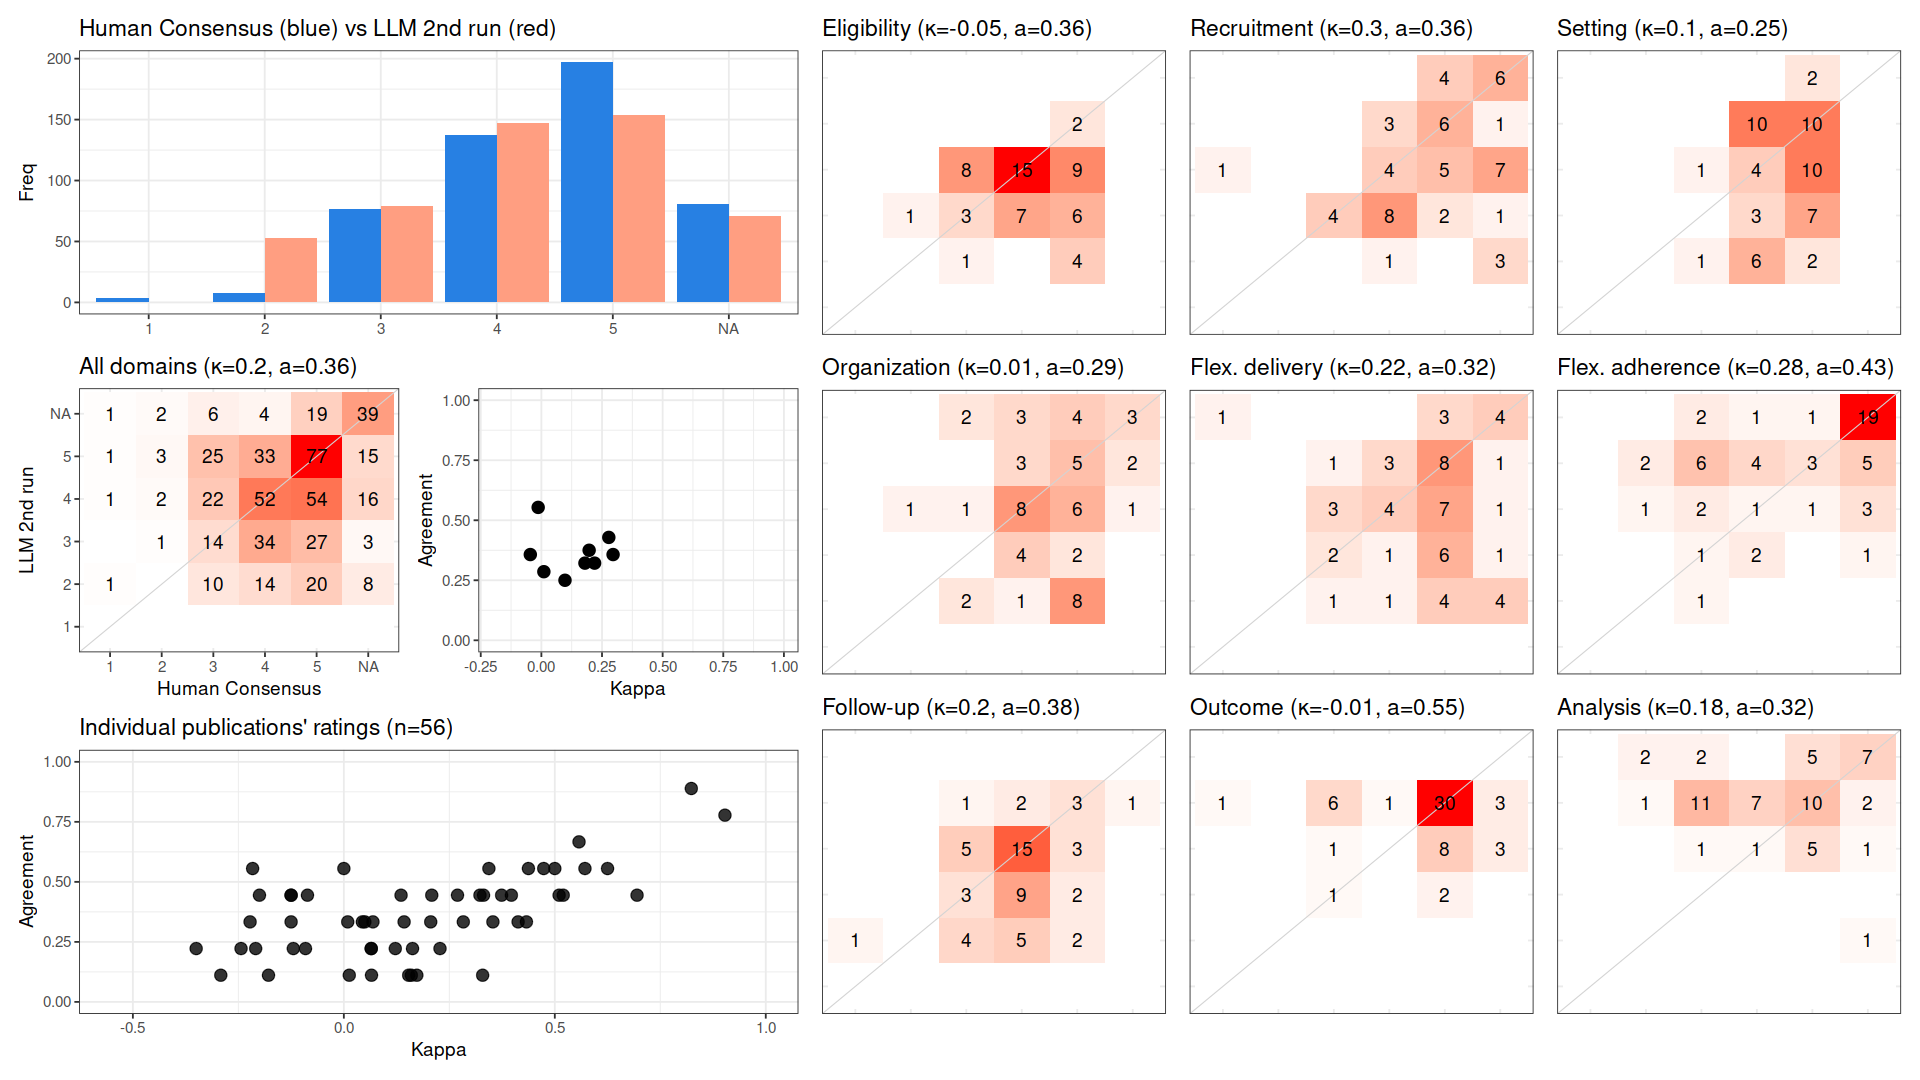 Human Consensus (blue) vs LLM 2nd run (red)
Freq
200
150
100
50
0
1 2 3 4 5 NA
All domains (κ=0.2, a=0.36)
LLM 2nd run
NA 1 2 6 4 19 39
5 1 3 25 33 77 15
4 1 2 22 52 54 16
3 1 14 34 27 3
2 1 10 14 20 8
1
1 2 3 4 5 NA
Human Consensus
Agreement
1.00
0.75
0.50
0.25
0.00
-0.25 0.00 0.25 0.50 0.75 1.00
Kappa
Individual publications' ratings (n=56)
Agreement
1.00
0.75
0.50
0.25
0.00
-0.5 0.0 0.5 1.0
Kappa
Eligibility (κ=-0.05, a=0.36)
2
8 15 9
1 3 7 6
1 4
Recruitment (κ=0.3, a=0.36)
4 6
3 6 1
1 4 5 7
4 8 2 1
1 3
Setting (κ=0.1, a=0.25)
2
10 10
1 4 10
3 7
1 6 2
Organization (κ=0.01, a=0.29)
2 3 4 3
3 5 2
1 1 8 6 1
4 2
2 1 8
Flex. delivery (κ=0.22, a=0.32)
1 3 4
1 3 8 1
3 4 7 1
2 1 6 1
1 1 4 4
Flex. adherence (κ=0.28, a=0.43)
2 1 1 19
2 6 4 3 5
1 2 1 1 3
1 2 1
1
Follow-up (κ=0.2, a=0.38)
1 2 3 1
5 15 3
3 9 2
1 4 5 2
Outcome (κ=-0.01, a=0.55)
1 6 1 30 3
1 8 3
1 2
Analysis (κ=0.18, a=0.32)
2 2 5 7
1 11 7 10 2
1 1 5 1
1